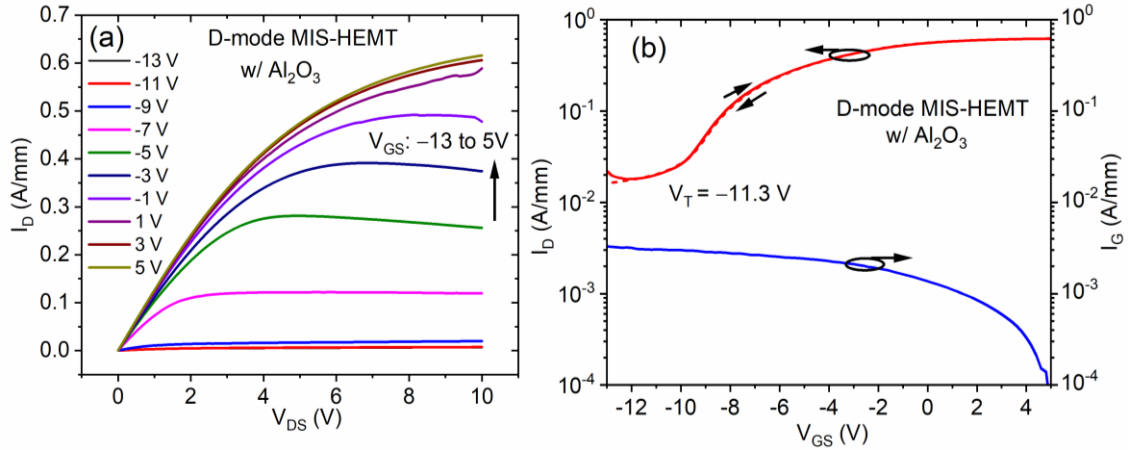 (a)
D-mode MIS-HEMT
w/ Al₂O₃
-13 V
-11 V
-9 V
-7 V
-5 V
-3 V
-1 V
1 V
3 V
5 V
V_GS: −13 to 5V
0.7
0.6
0.5
0.4
0.3
0.2
0.1
0.0
I_D (A/mm)
0
2
4
6
8
10
V_DS (V)
(b)
D-mode MIS-HEMT
w/ Al₂O₃
V_T = −11.3 V
10⁰
10⁻¹
10⁻²
10⁻³
10⁻⁴
I_D (A/mm)
10⁰
10⁻¹
10⁻²
10⁻³
10⁻⁴
I_G (A/mm)
-12
-10
-8
-6
-4
-2
0
2
4
V_GS (V)